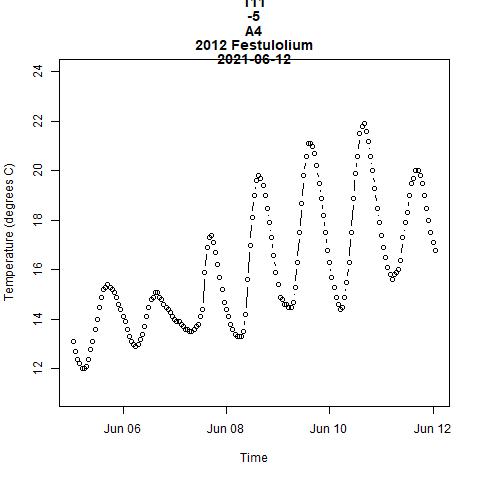 T11
-5
A4
2012 Festulolium
2021-06-12
24
22
20
18
16
14
12
Temperature (degrees C)
Jun 06
Jun 08
Jun 10
Jun 12
Time